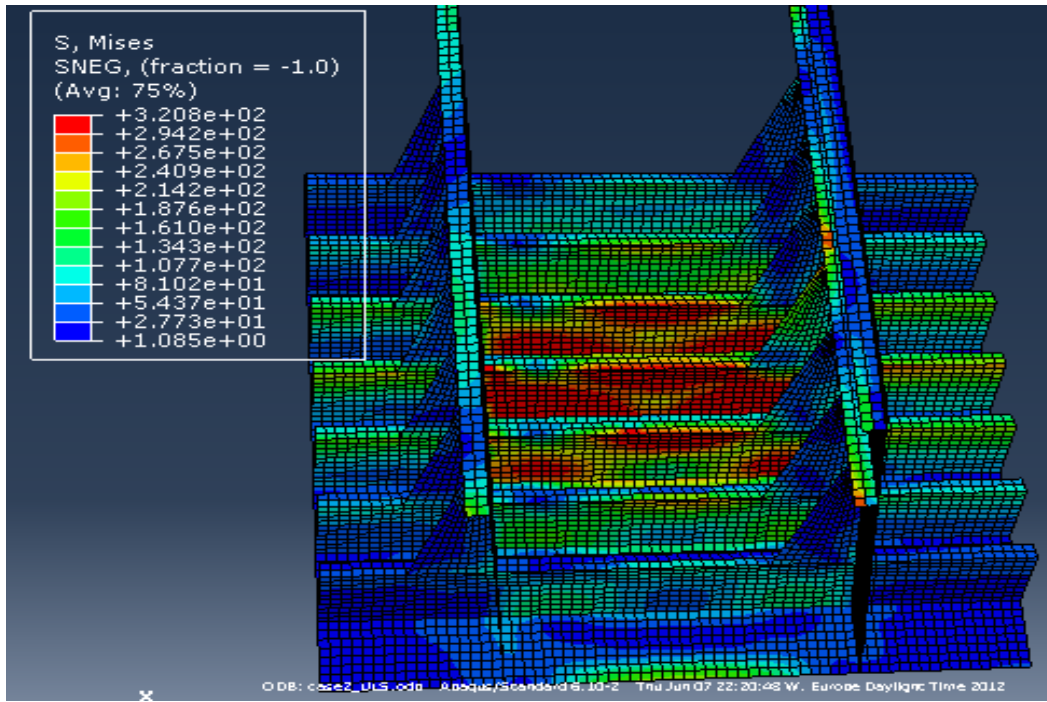 S, Mises
SNEG, (fraction = -1.0)
(Avg: 75%)
+3.208e+02
+2.942e+02
+2.675e+02
+2.409e+02
+2.142e+02
+1.876e+02
+1.610e+02
+1.343e+02
+1.077e+02
+8.102e+01
+5.437e+01
+2.773e+01
+1.085e+00
X
ODB: case2_ULS.odb Abaqus/Standard 6.10-2 Thu Jun 07 22:20:48 W. Europe Daylight Time 2012